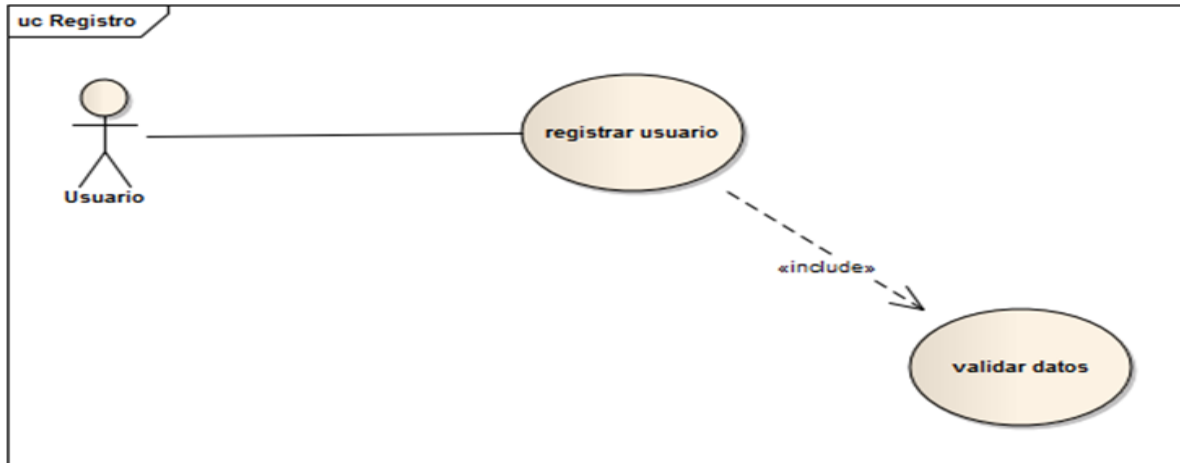 uc Registro
registrar usuario
Usuario
«include»
validar datos